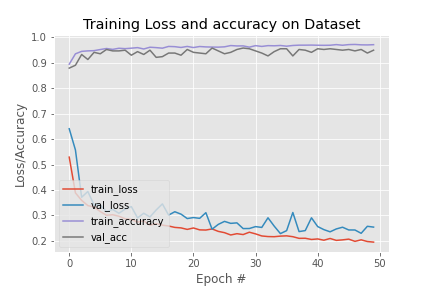 Training Loss and accuracy on Dataset
1.0
0.9
0.8
0.7
0.6
0.5
0.4
0.3
0.2
Loss/Accuracy
train_loss
val_loss
train_accuracy
val_acc
0 10 20 30 40 50
Epoch #